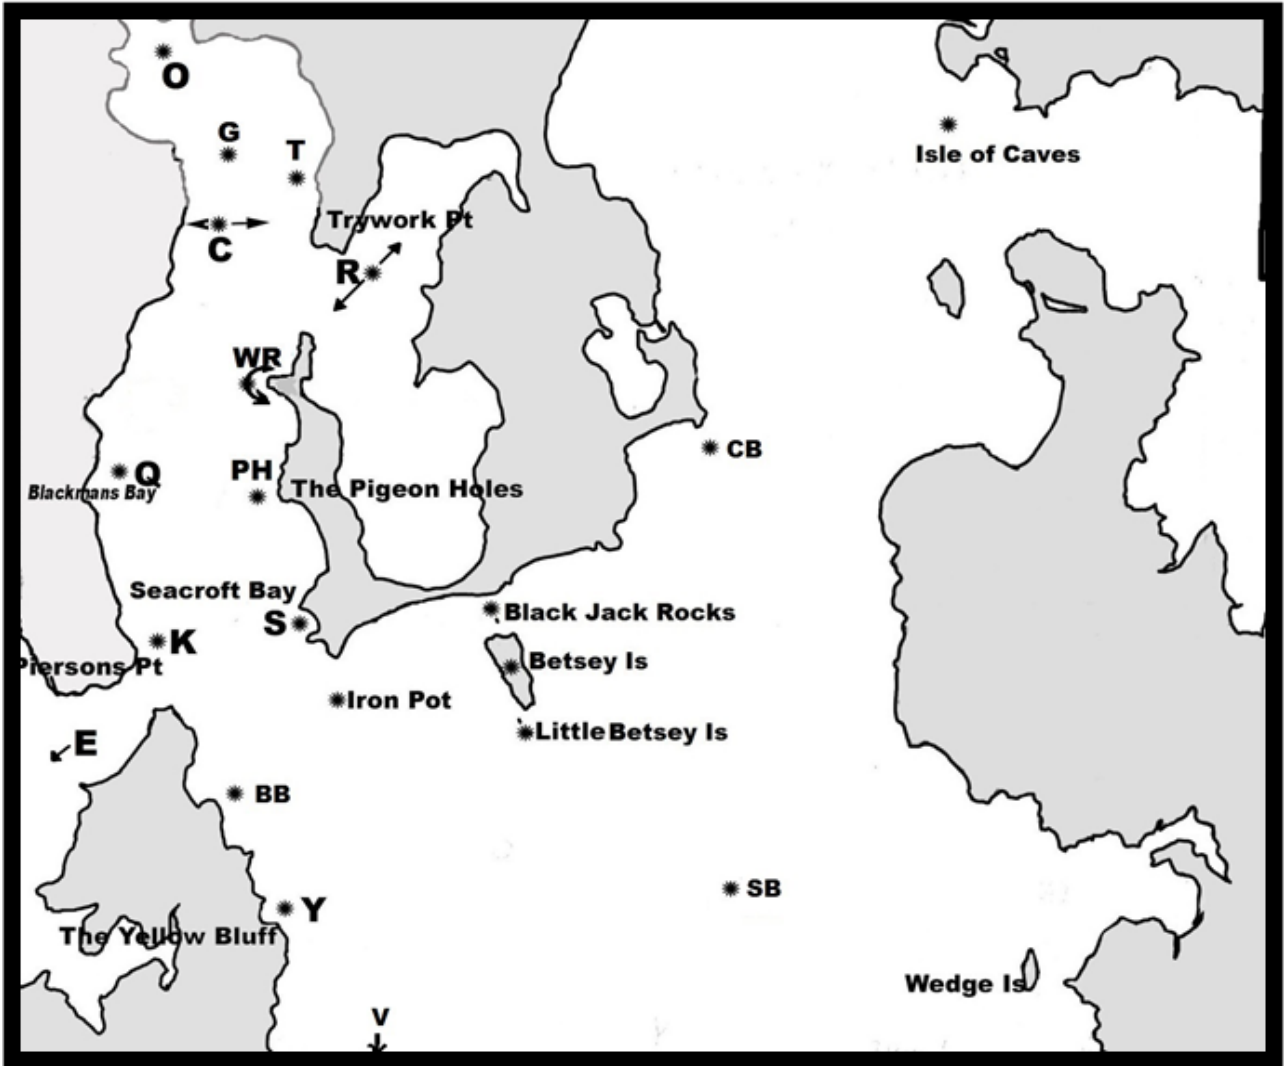 O
G
T
Isle of Caves
Trywork Pt
C
R
WR
CB
Q
PH
Blackmans Bay
The Pigeon Holes
Seacroft Bay
S
Black Jack Rocks
K
Piersons Pt
Betsey Is
Iron Pot
Little Betsey Is
E
BB
SB
Y
The Yellow Bluff
Wedge Is
V